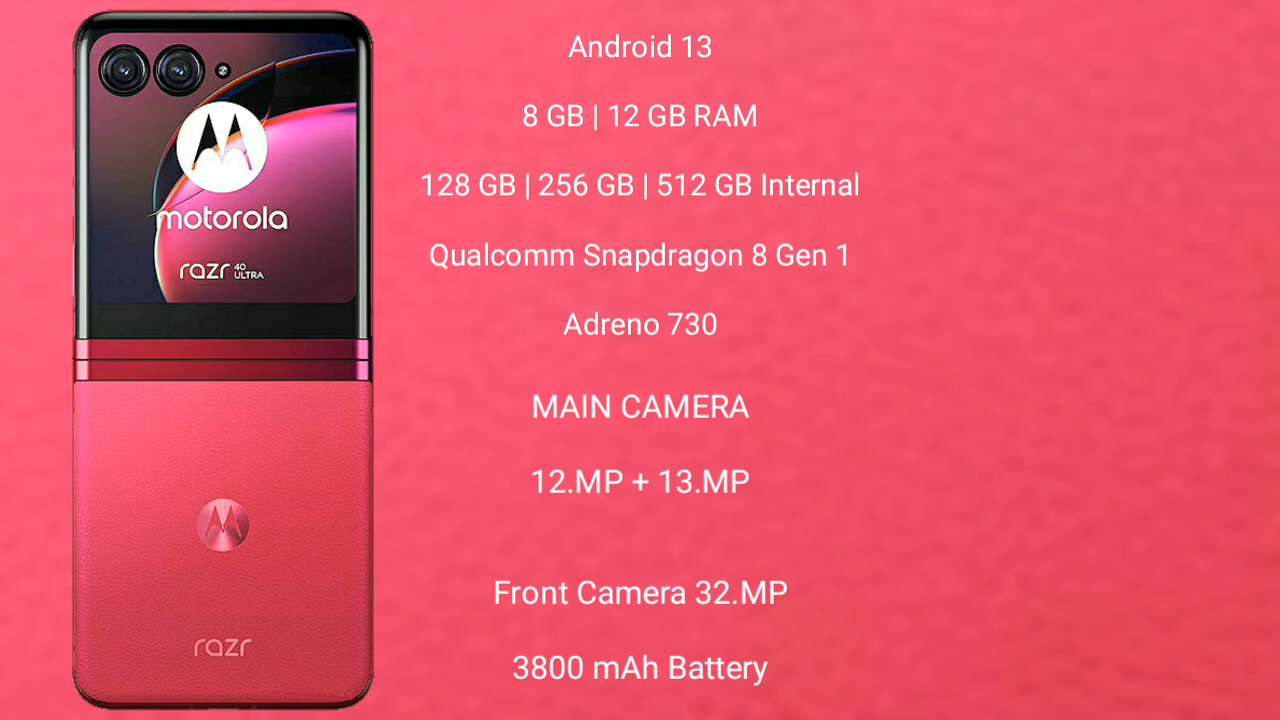 motorola
razr 40 ULTRA
razr
Android 13
8 GB | 12 GB RAM
128 GB | 256 GB | 512 GB Internal
Qualcomm Snapdragon 8 Gen 1
Adreno 730
MAIN CAMERA
12.MP + 13.MP
Front Camera 32.MP
3800 mAh Battery